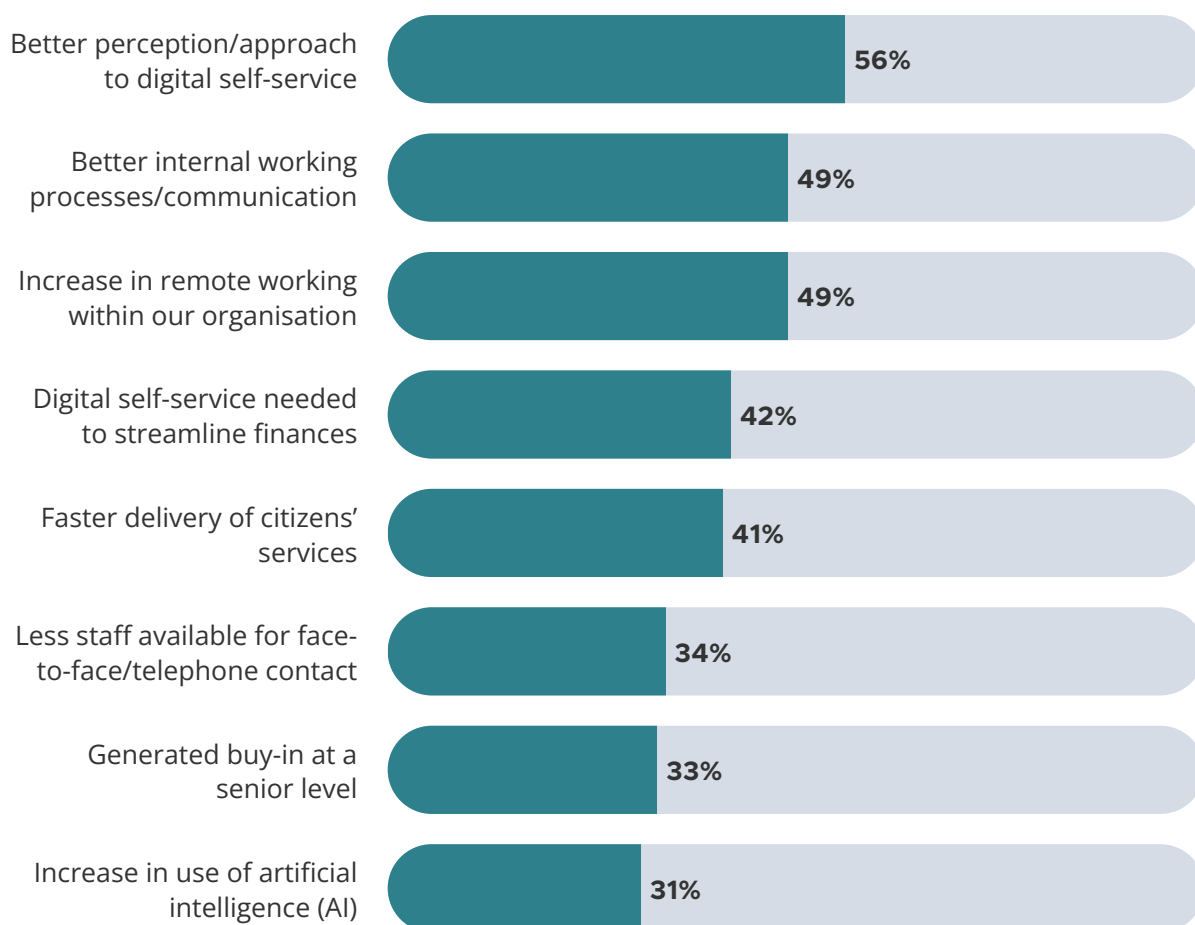 Better perception/approach
to digital self-service
56%
Better internal working
processes/communication
49%
Increase in remote working
within our organisation
49%
Digital self-service needed
to streamline finances
42%
Faster delivery of citizens’
services
41%
Less staff available for face-
to-face/telephone contact
34%
Generated buy-in at a
senior level
33%
Increase in use of artificial
intelligence (AI)
31%